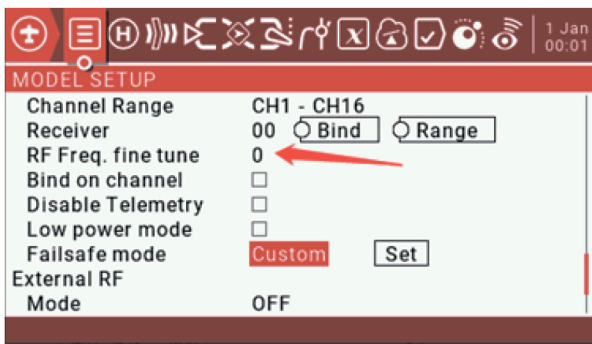 1 Jan
00:01
MODEL SETUP
Channel Range CH1 - CH16
Receiver 00 Bind Range
RF Freq. fine tune 0
Bind on channel
Disable Telemetry
Low power mode
Failsafe mode Custom Set
External RF
Mode OFF